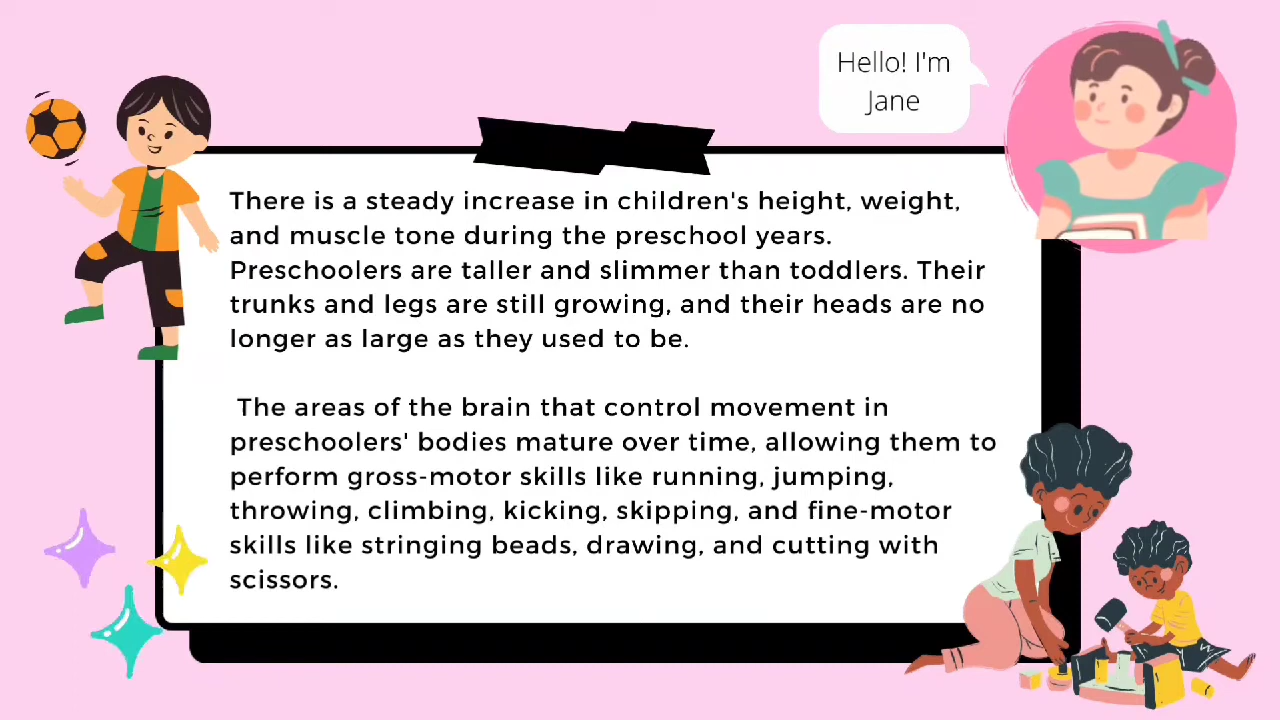 Hello! I'm
Jane
There is a steady increase in children's height, weight,
and muscle tone during the preschool years.
Preschoolers are taller and slimmer than toddlers. Their
trunks and legs are still growing, and their heads are no
longer as large as they used to be.
The areas of the brain that control movement in
preschoolers' bodies mature over time, allowing them to
perform gross-motor skills like running, jumping,
throwing, climbing, kicking, skipping, and fine-motor
skills like stringing beads, drawing, and cutting with
scissors.